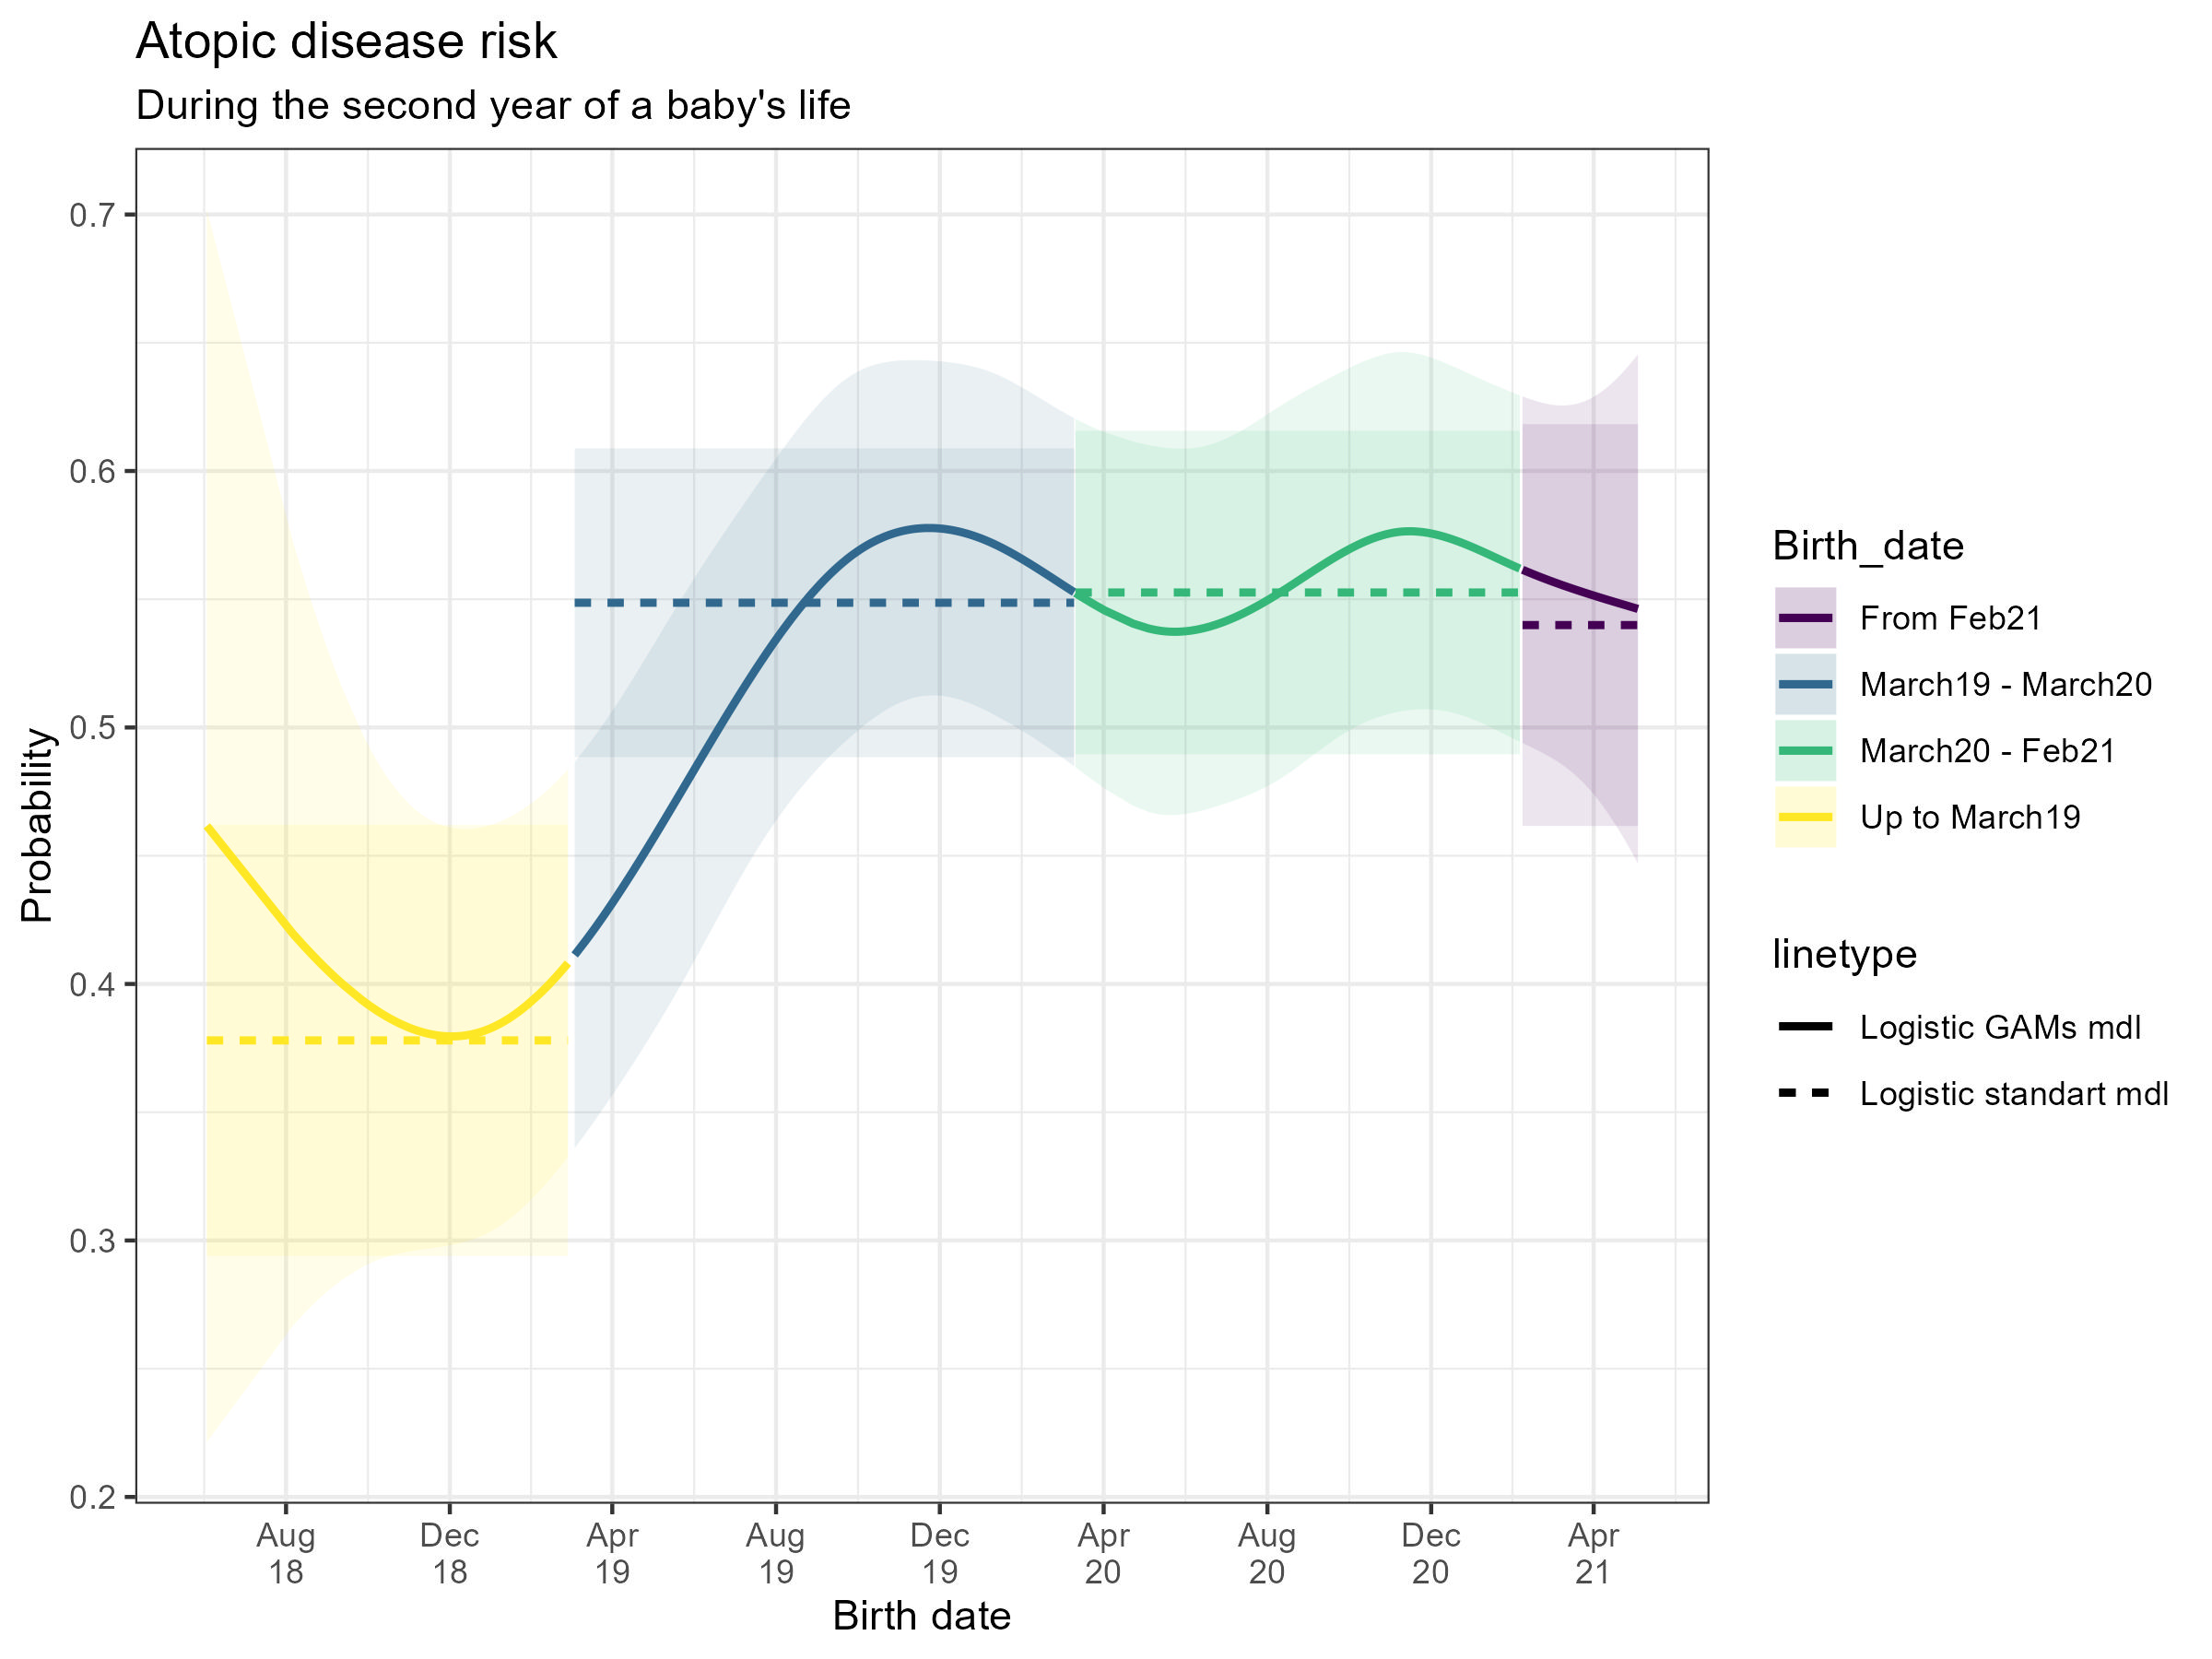 Atopic disease risk
During the second year of a baby's life
Probability
0.7
0.6
0.5
0.4
0.3
0.2
Aug
18
Dec
18
Apr
19
Aug
19
Dec
19
Apr
20
Aug
20
Dec
20
Apr
21
Birth date
Birth_date
From Feb21
March19 - March20
March20 - Feb21
Up to March19
linetype
Logistic GAMs mdl
Logistic standart mdl